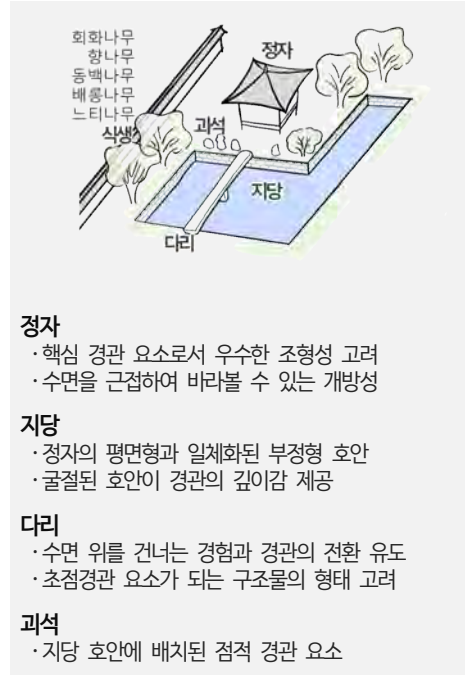 회화나무
향나무
동백나무
배롱나무
느티나무
식생
정자
괴석
지당
다리
정자
·핵심 경관 요소로서 우수한 조형성 고려
·수면을 근접하여 바라볼 수 있는 개방성
지당
·정자의 평면형과 일체화된 부정형 호안
·굴절된 호안이 경관의 깊이감 제공
다리
·수면 위를 건너는 경험과 경관의 전환 유도
·초점경관 요소가 되는 구조물의 형태 고려
괴석
·지당 호안에 배치된 점적 경관 요소